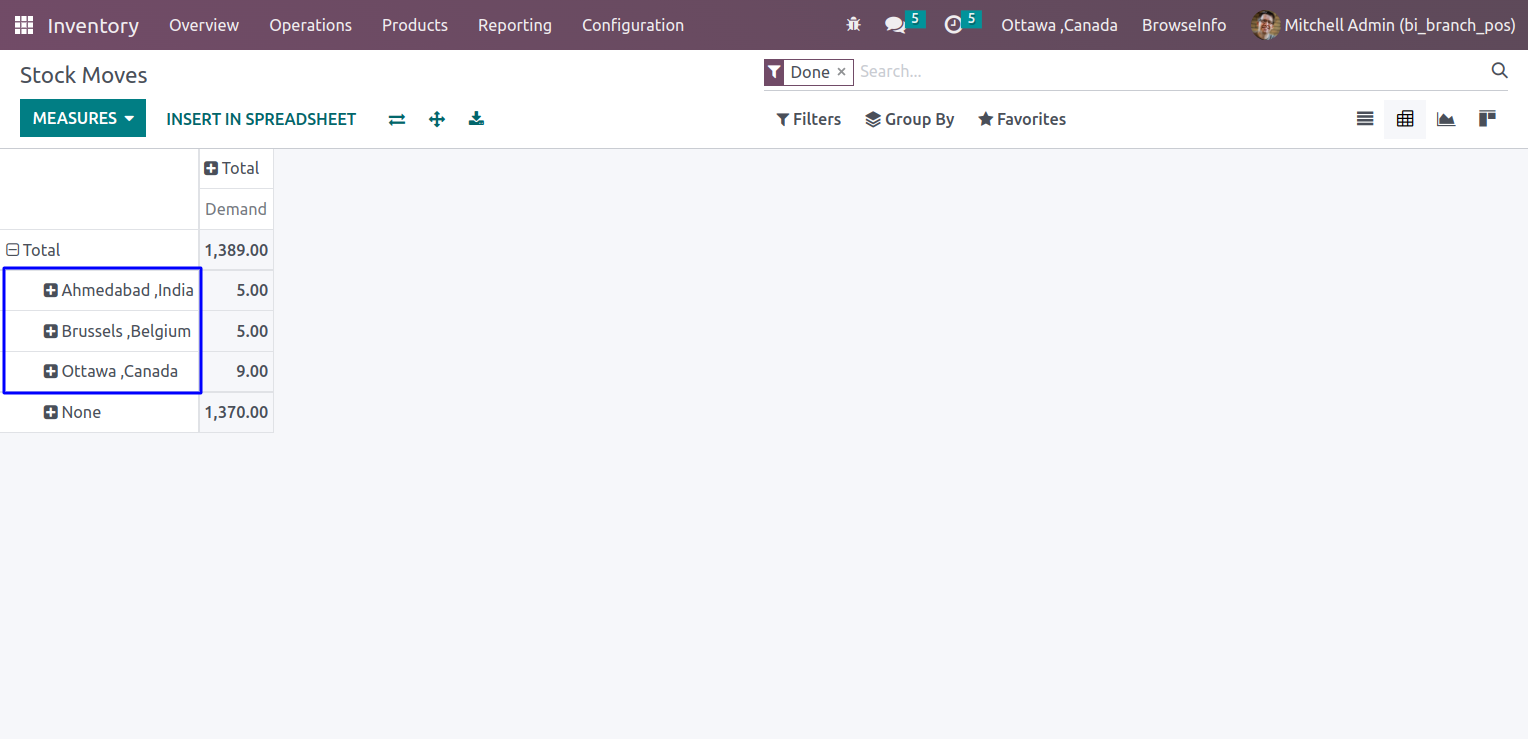 Inventory Overview Operations Products Reporting Configuration 5 5 Ottawa ,Canada BrowseInfo Mitchell Admin (bi_branch_pos)
Stock Moves Done × Search...
MEASURES INSERT IN SPREADSHEET Filters Group By Favorites
Total
Demand
Total 1,389.00
Ahmedabad ,India 5.00
Brussels ,Belgium 5.00
Ottawa ,Canada 9.00
None 1,370.00